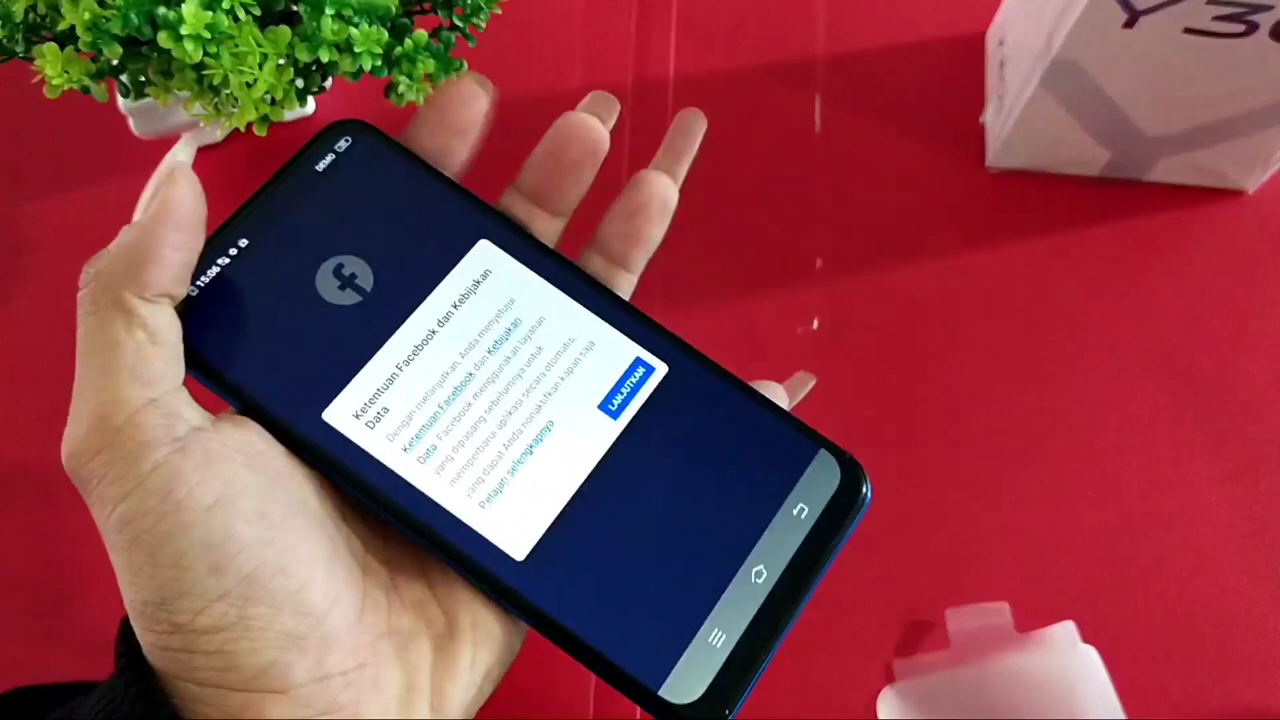 Y30
15:06
DEMO
Ketentuan Facebook dan Kebijakan
Data
Dengan melanjutkan, Anda menyetujui
Ketentuan Facebook dan Kebijakan
Data. Facebook menggunakan layanan
yang dipasang sebelumnya untuk
memperbarui aplikasi secara otomatis,
yang dapat Anda nonaktifkan kapan saja
Pelajari selengkapnya
LANJUTKAN